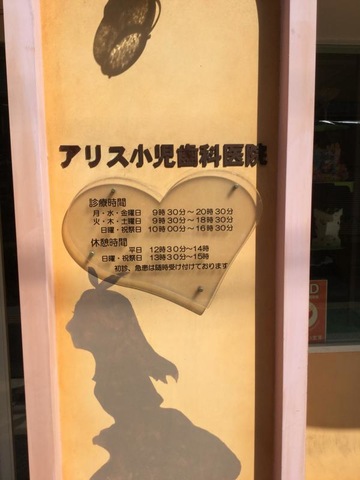 アリス小児歯科医院
診療時間
月・水・金曜日 9時30分〜20時30分
火・木・土曜日 9時30分〜18時30分
日曜・祝祭日 10時00分〜16時30分
休憩時間
平日 12時30分〜14時
日曜・祝祭日 13時30分〜15時
初診、急患は随時受け付けております